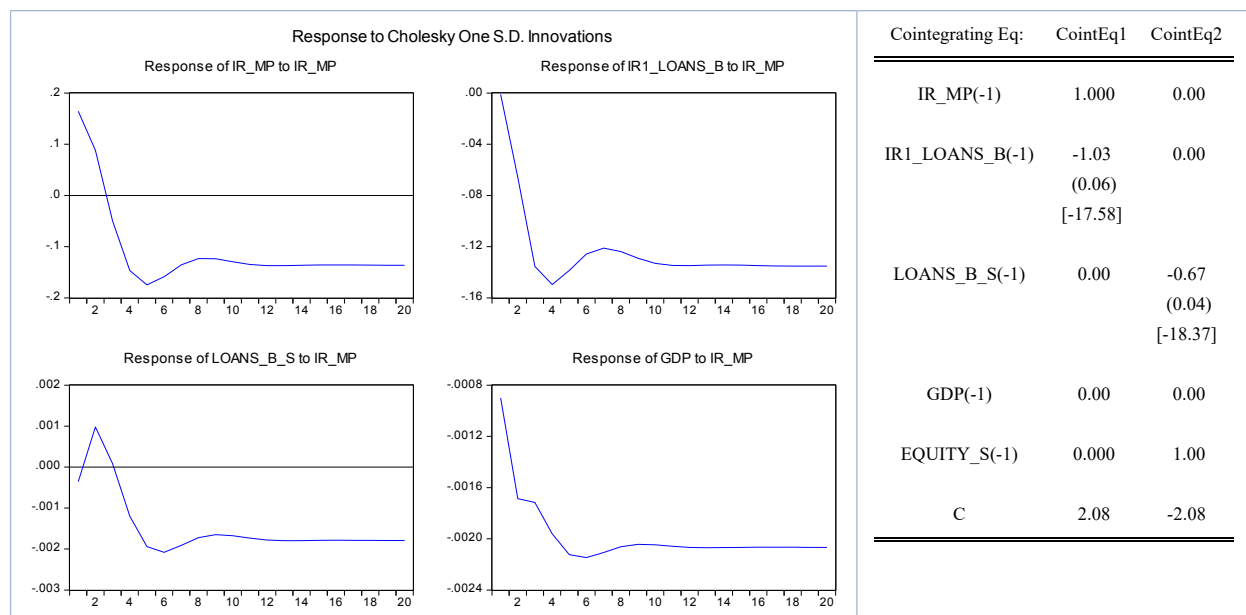 Response to Cholesky One S.D. Innovations
Response of IR_MP to IR_MP
.2
.1
.0
-.1
-.2
2 4 6 8 10 12 14 16 18 20
Response of IR1_LOANS_B to IR_MP
.00
-.04
-.08
-.12
-.16
2 4 6 8 10 12 14 16 18 20
Response of LOANS_B_S to IR_MP
.002
.001
.000
-.001
-.002
-.003
2 4 6 8 10 12 14 16 18 20
Response of GDP to IR_MP
-.0008
-.0012
-.0016
-.0020
-.0024
2 4 6 8 10 12 14 16 18 20
Cointegrating Eq: CointEq1 CointEq2
IR_MP(-1) 1.000 0.00
IR1_LOANS_B(-1) -1.03 0.00
(0.06)
[-17.58]
LOANS_B_S(-1) 0.00 -0.67
(0.04)
[-18.37]
GDP(-1) 0.00 0.00
EQUITY_S(-1) 0.000 1.00
C 2.08 -2.08